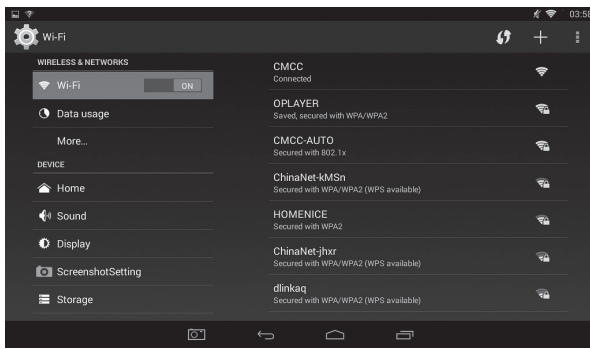 03:58
Wi-Fi
WIRELESS & NETWORKS
Wi-Fi
ON
Data usage
More...
DEVICE
Home
Sound
Display
ScreenshotSetting
Storage
CMCC
Connected
OPLAYER
Saved, secured with WPA/WPA2
CMCC-AUTO
Secured with 802.1x
ChinaNet-kMSn
Secured with WPA/WPA2 (WPS available)
HOMENICE
Secured with WPA2
ChinaNet-jhxr
Secured with WPA/WPA2 (WPS available)
dlinkaq
Secured with WPA/WPA2 (WPS available)